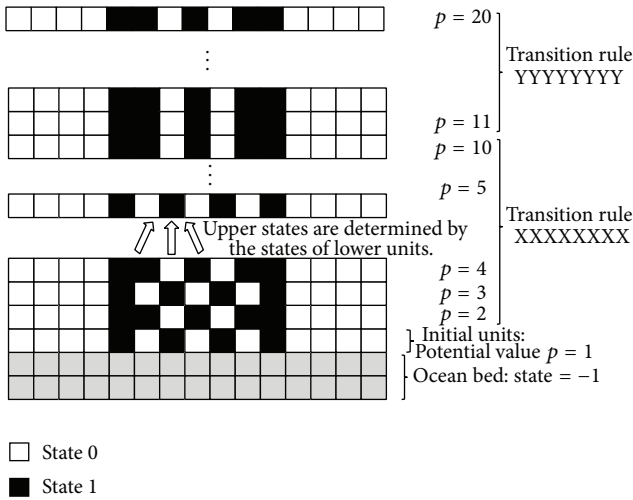 p = 20
Transition rule
YYYYYYYY
p = 11
p = 10
p = 5
Transition rule
XXXXXXXX
Upper states are determined by
the states of lower units.
p = 4
p = 3
p = 2
Initial units:
Potential value p = 1
Ocean bed: state = −1
State 0
State 1